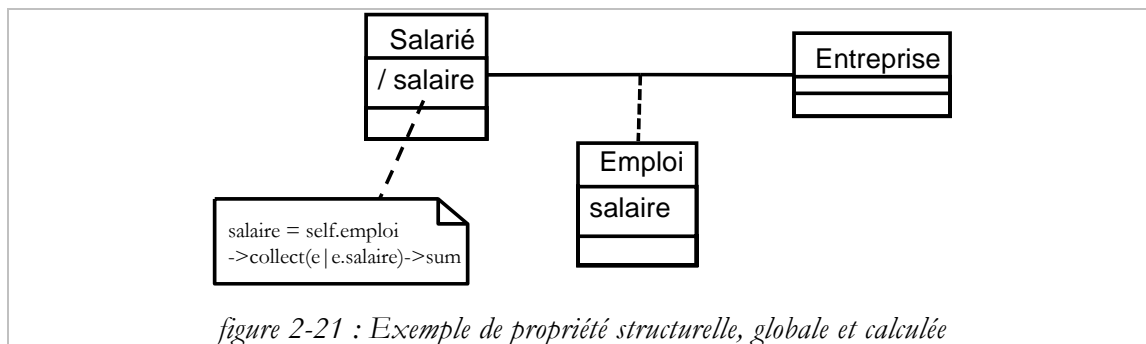 Salarié
/ salaire
Entreprise
Emploi
salaire
salaire = self.emploi
->collect(e|e.salaire)->sum
figure 2-21 : Exemple de propriété structurelle, globale et calculée